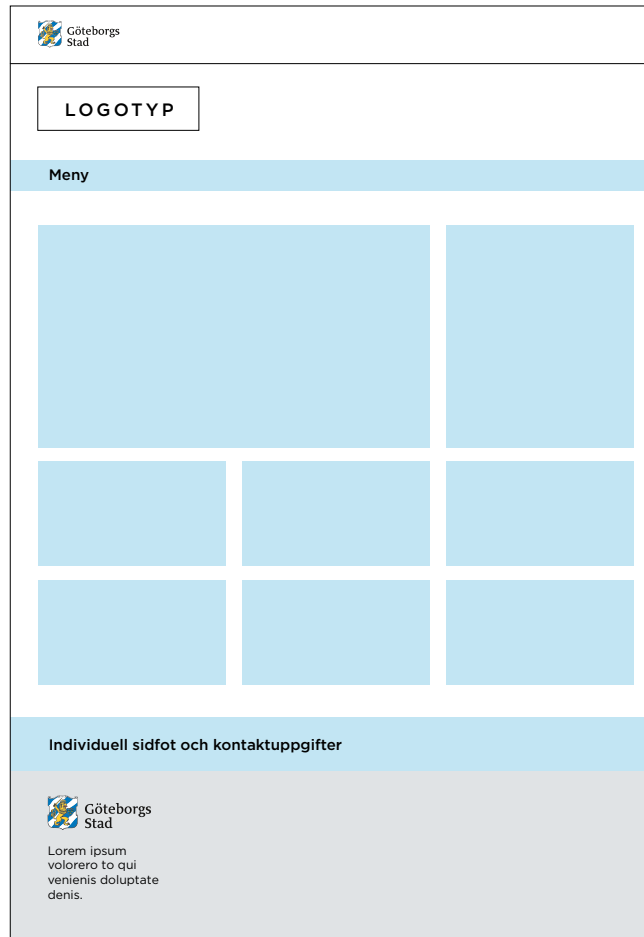 Göteborgs
Stad
LOGOTYP
Meny
Individuell sidfot och kontaktuppgifter
Göteborgs
Stad
Lorem ipsum
volorero to qui
venienis doluptate
denis.